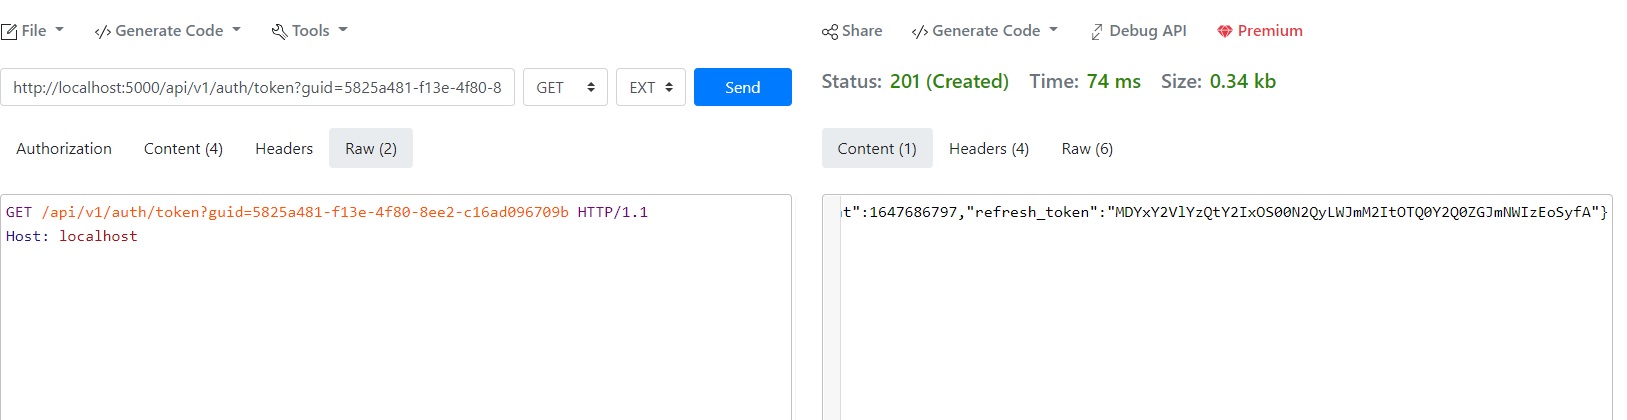 File
Generate Code
Tools
Share
Generate Code
Debug API
Premium
http://localhost:5000/api/v1/auth/token?guid=5825a481-f13e-4f80-8
GET
EXT
Send
Status: 201 (Created) Time: 74 ms Size: 0.34 kb
Authorization
Content (4)
Headers
Raw (2)
Content (1)
Headers (4)
Raw (6)
GET /api/v1/auth/token?guid=5825a481-f13e-4f80-8ee2-c16ad096709b HTTP/1.1
Host: localhost
t":1647686797,"refresh_token":"MDYxY2VlYzQtY2IxOS00N2QyLWJmM2ItOTQ0Y2Q0ZGJmNWIzEoSyfA"}